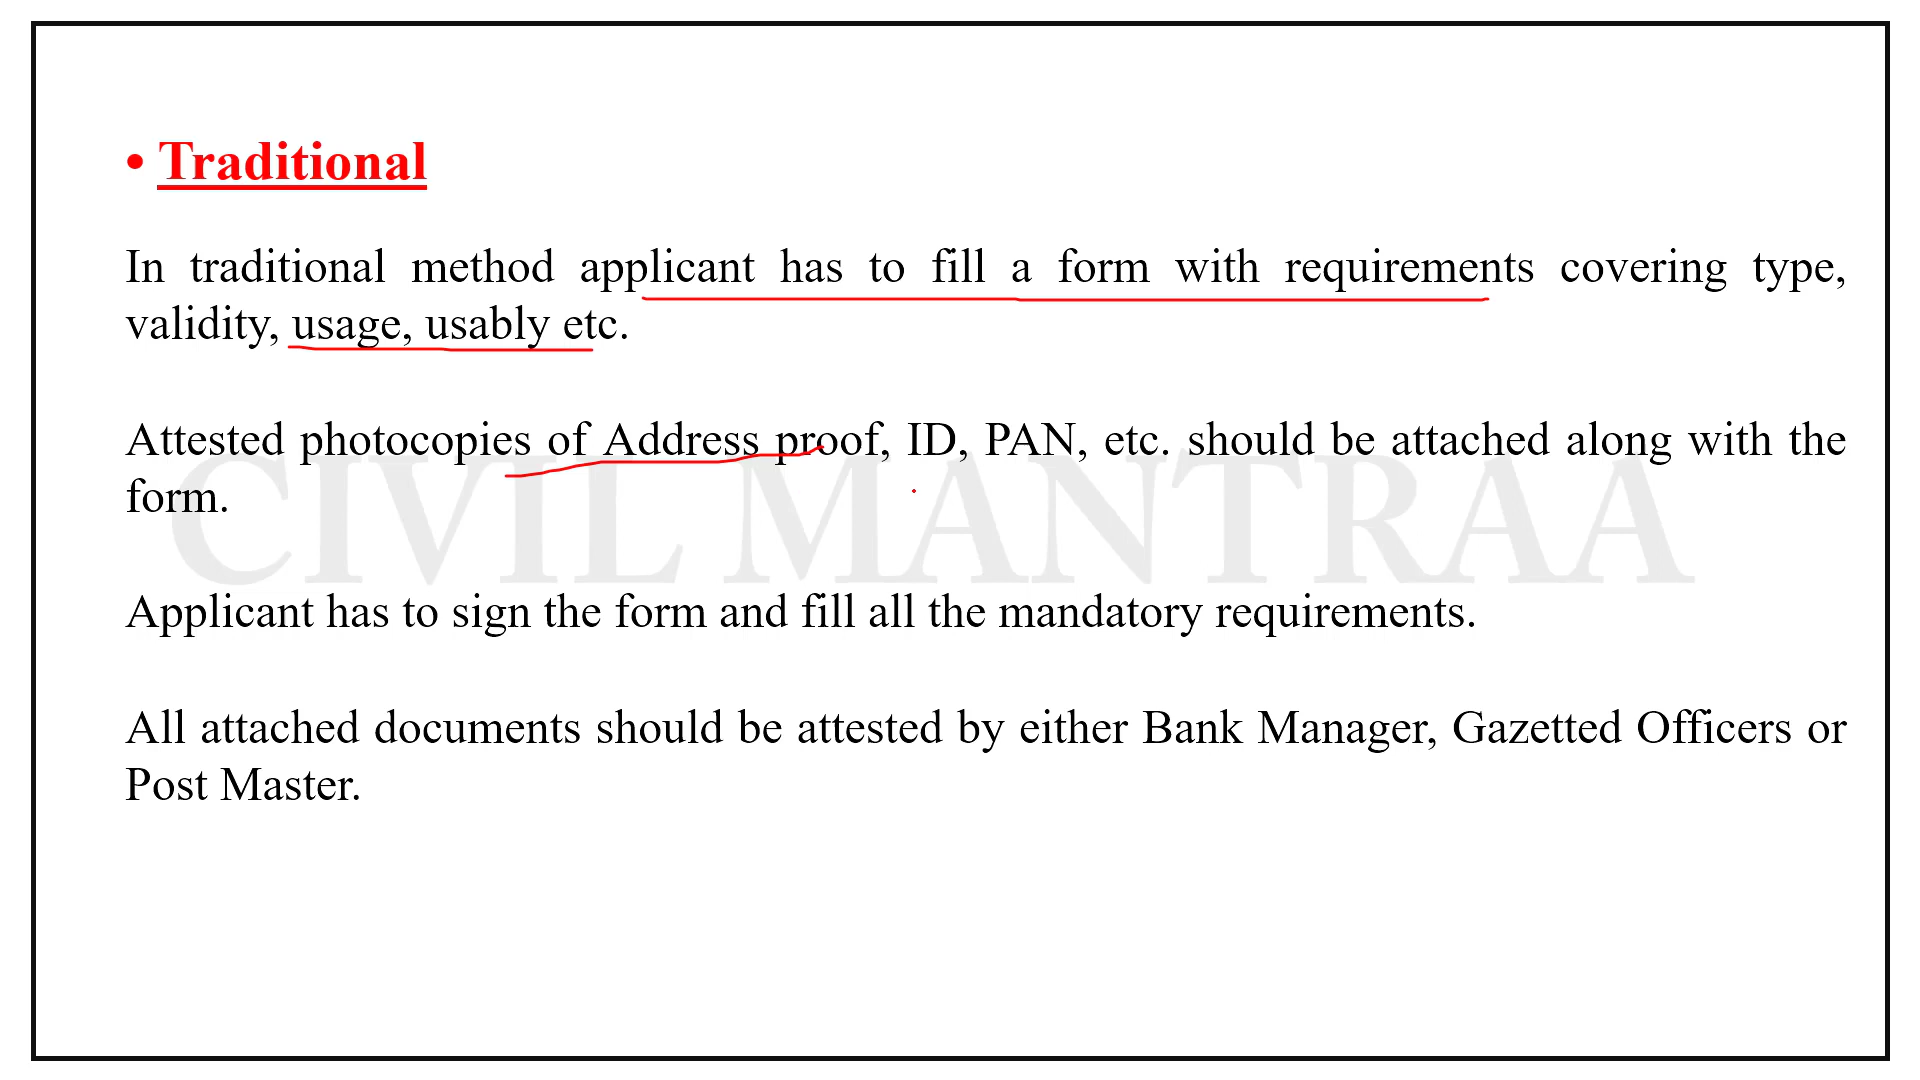 • Traditional
In traditional method applicant has to fill a form with requirements covering type,
validity, usage, usably etc.
Attested photocopies of Address proof, ID, PAN, etc. should be attached along with the
form.
CIVIL MANTRAA
Applicant has to sign the form and fill all the mandatory requirements.
All attached documents should be attested by either Bank Manager, Gazetted Officers or
Post Master.